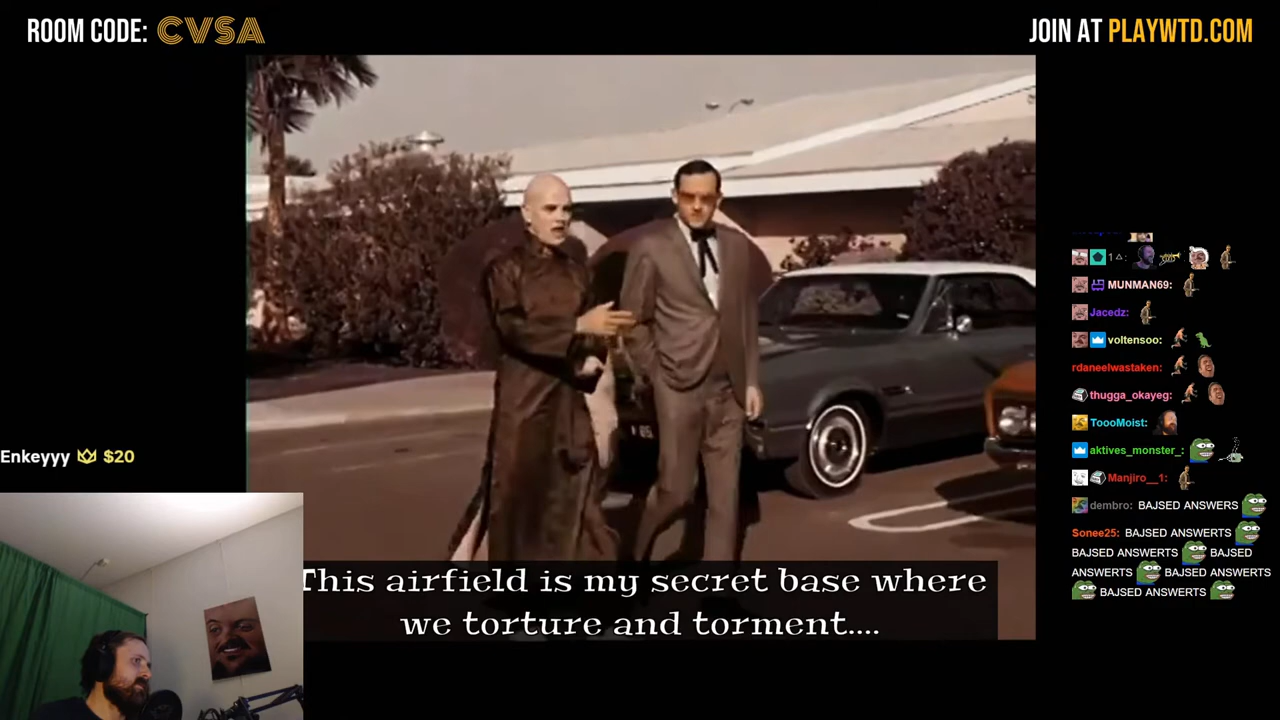 ROOM CODE: CVSA
JOIN AT PLAYWTD.COM
1
MUNMAN69:
Jacedz:
voltensoo:
rdaneelwastaken:
thugga_okayeg:
ToooMoist:
aktives_monster_:
Manjiro__1:
dembro: BAJSED ANSWERS
Sonee25: BAJSED ANSWERTS
BAJSED ANSWERTS BAJSED
ANSWERTS BAJSED ANSWERTS
BAJSED ANSWERTS
Enkeyyy $20
This airfield is my secret base where
we torture and torment....